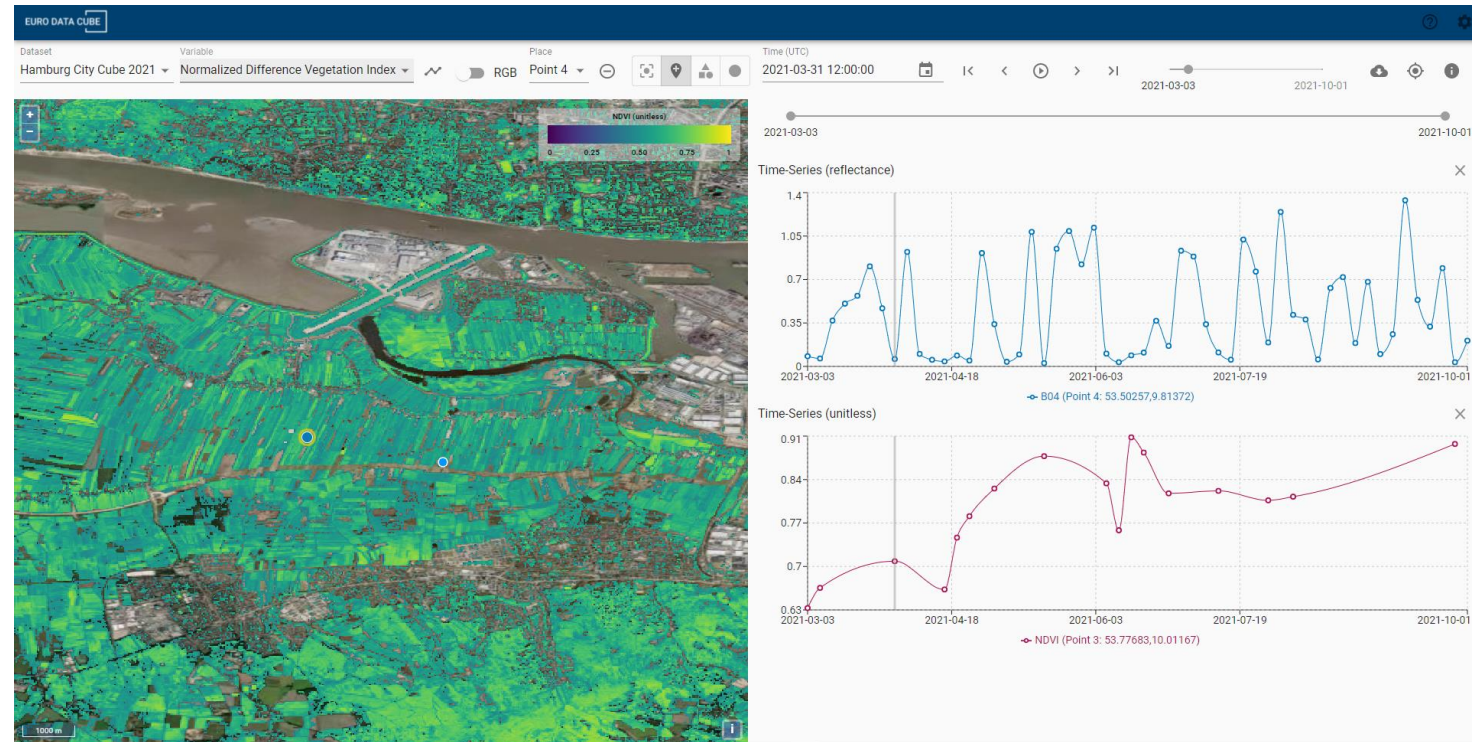 EURO DATA CUBE
Dataset
Hamburg City Cube 2021
Variable
Normalized Difference Vegetation Index
RGB
Place
Point 4
Time (UTC)
2021-03-31 12:00:00
2021-03-03
2021-10-01
2021-03-03
2021-10-01
+
−
NDVI (unitless)
0 0.25 0.50 0.75 1
1000 m
i
Time-Series (reflectance)
1.4
1.05
0.7
0.35
0
2021-03-03 2021-04-18 2021-06-03 2021-07-19 2021-10-01
B04 (Point 4: 53.50257,9.81372)
Time-Series (unitless)
0.91
0.84
0.77
0.7
0.63
2021-03-03 2021-04-18 2021-06-03 2021-07-19 2021-10-01
NDVI (Point 3: 53.77683,10.01167)